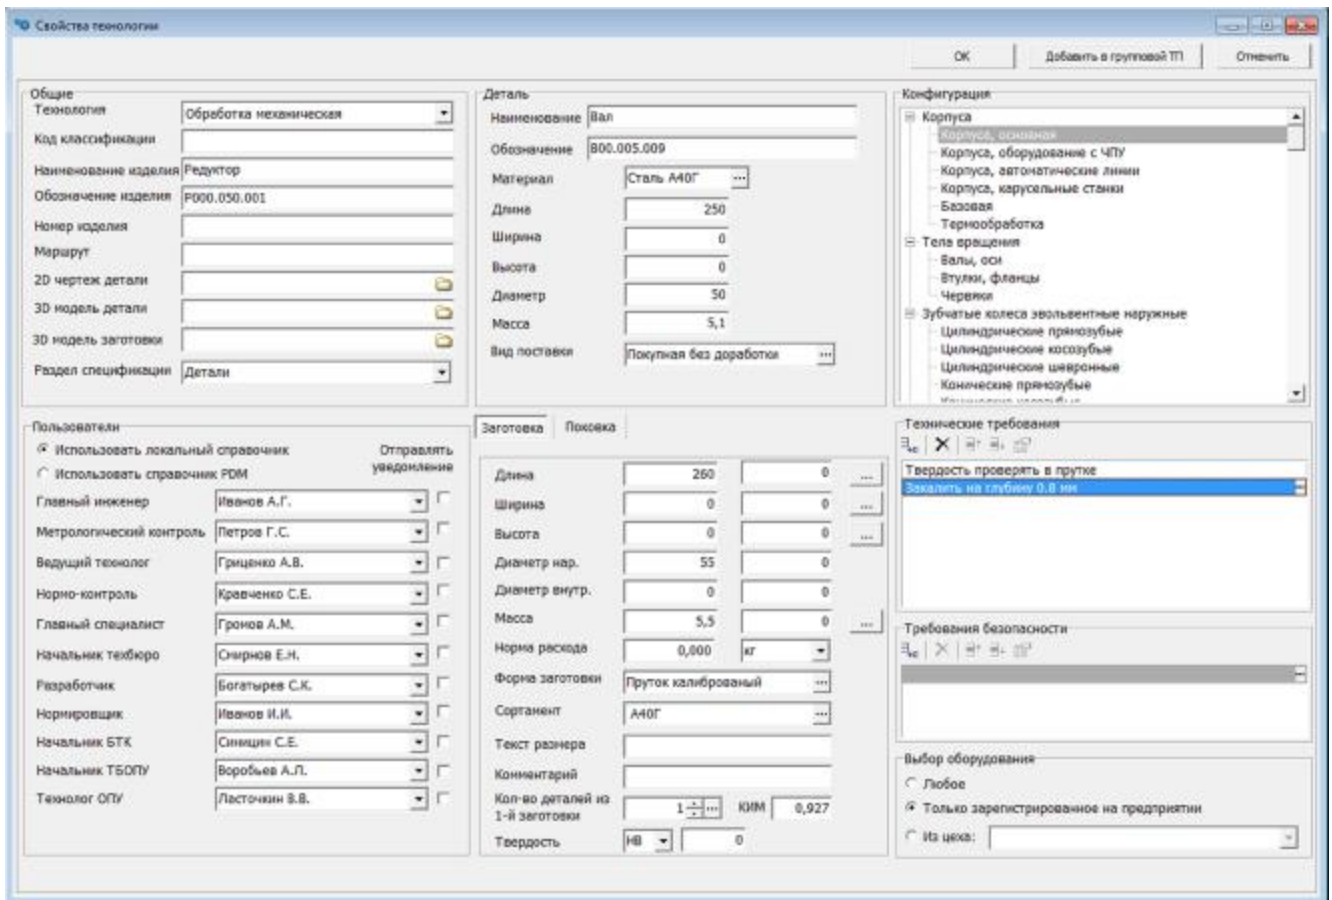 Свойства технологии
ОК
Добавить в групповой ТП
Отменить
Общие
Технология
Обработка механическая
Код классификации
Наименование изделия
Редуктор
Обозначение изделия
Р000.050.001
Номер изделия
Маршрут
2D чертеж детали
3D модель детали
3D модель заготовки
Раздел спецификации
Детали
Деталь
Наименование
Вал
Обозначение
В00.005.009
Материал
Сталь А40Г
...
Длина
250
Ширина
0
Высота
0
Диаметр
50
Масса
5,1
Вид поставки
Покупная без доработки
...
Конфигурация
Корпуса
Корпуса, основная
Корпуса, оборудование с ЧПУ
Корпуса, автоматические линии
Корпуса, карусельные станки
Базовая
Термообработка
Тела вращения
Валы, оси
Втулки, фланцы
Червяки
Зубчатые колеса эвольвентные наружные
Цилиндрические прямозубые
Цилиндрические косозубые
Цилиндрические шевронные
Конические прямозубые
Пользователи
Использовать локальный справочник
Использовать справочник PDM
Отправлять
уведомление
Главный инженер
Иванов А.Г.
Метрологический контроль
Петров Г.С.
Ведущий технолог
Гриценко А.В.
Нормо-контроль
Кравченко С.Е.
Главный специалист
Громов А.М.
Начальник техбюро
Смирнов Е.Н.
Разработчик
Богатырев С.К.
Нормировщик
Иванов И.И.
Начальник БТК
Синицин С.Е.
Начальник ТБОПУ
Воробьев А.Л.
Технолог ОПУ
Ласточкин В.В.
Заготовка
Поковка
Длина
260
0
...
Ширина
0
0
...
Высота
0
0
...
Диаметр нар.
55
0
Диаметр внутр.
0
0
Масса
5,5
0
...
Норма расхода
0,000
кг
Форма заготовки
Пруток калиброваный
...
Сортамент
А40Г
...
Текст размера
Комментарий
Кол-во деталей из
1-й заготовки
1
...
КИМ
0,927
Твердость
HB
0
Технические требования
Твердость проверять в прутке
Закалить на глубину 0.8 мм
Требования безопасности
Выбор оборудования
Любое
Только зарегистрированное на предприятии
Из цеха: